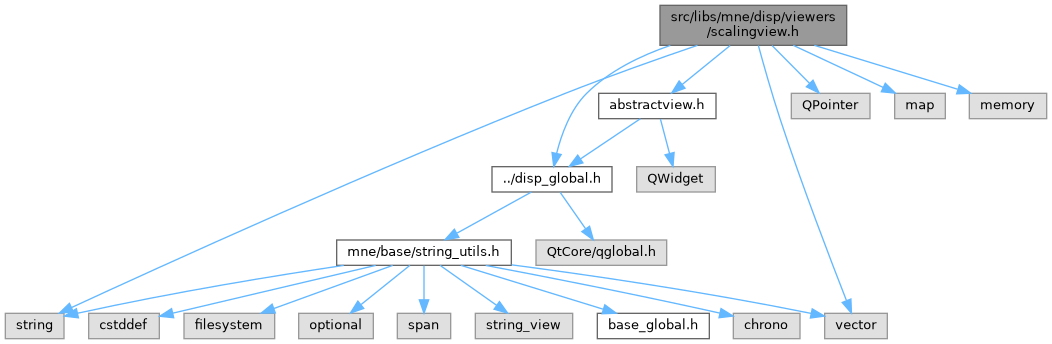 src/libs/mne/disp/viewers
/scalingview.h
abstractview.h
QPointer
map
memory
../disp_global.h
QWidget
mne/base/string_utils.h
QtCore/qglobal.h
string
cstddef
filesystem
optional
span
string_view
base_global.h
chrono
vector